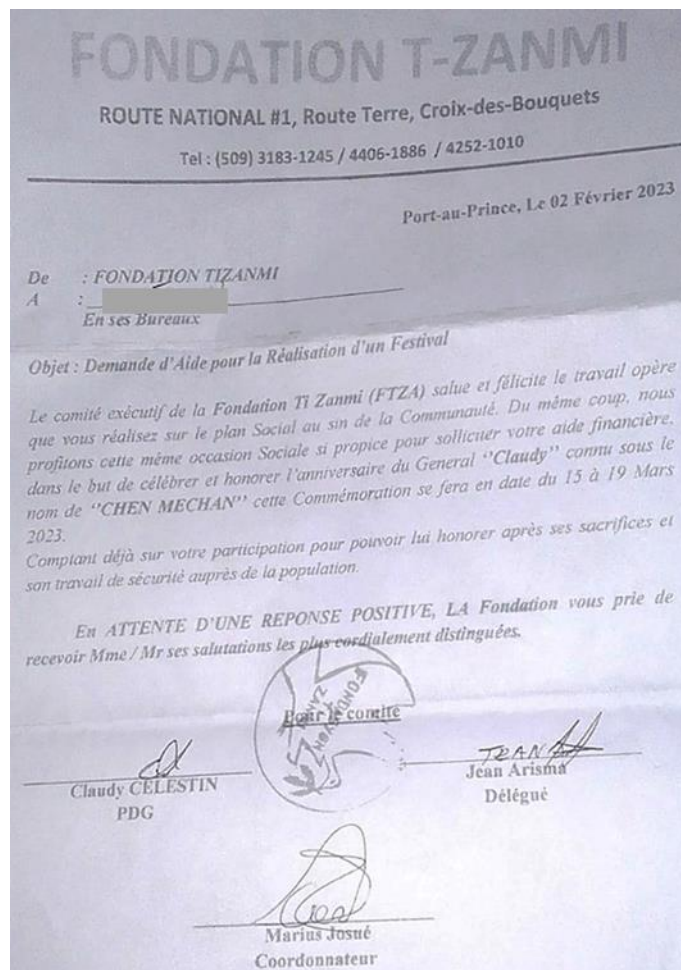 FONDATION T-ZANMI
ROUTE NATIONAL #1, Route Terre, Croix-des-Bouquets
Tel : (509) 3183-1245 / 4406-1886 / 4252-1010
Port-au-Prince, Le 02 Février 2023
De : FONDATION TIZANMI
A :
En ses Bureaux
Objet : Demande d'Aide pour la Réalisation d'un Festival
Le comité exécutif de la Fondation Ti Zanmi (FTZA) salue et félicite le travail opère
que vous réalisez sur le plan Social au sin de la Communauté. Du même coup, nous
profitons cette même occasion Sociale si propice pour solliciter votre aide financière,
dans le but de célébrer et honorer l'anniversaire du General ''Claudy'' connu sous le
nom de ''CHEN MECHAN'' cette Commémoration se fera en date du 15 à 19 Mars
2023.
Comptant déjà sur votre participation pour pouvoir lui honorer après ses sacrifices et
son travail de sécurité auprès de la population.
En ATTENTE D'UNE REPONSE POSITIVE, LA Fondation vous prie de
recevoir Mme / Mr ses salutations les plus cordialement distinguées.
FONDASYON
ZANMI
Pour le comité
Claudy CELESTIN
PDG
JEAN
Jean Arisma
Délégué
Marius Josué
Coordonnateur